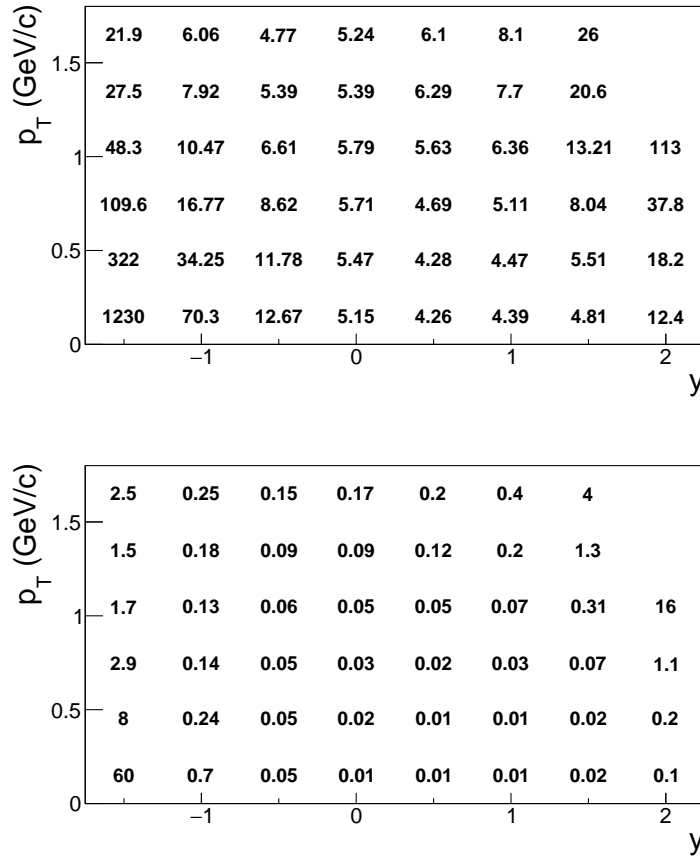 21.9 6.06 4.77 5.24 6.1 8.1 26
1.5
27.5 7.92 5.39 5.39 6.29 7.7 20.6
p_T (GeV/c)
1
48.3 10.47 6.61 5.79 5.63 6.36 13.21 113
109.6 16.77 8.62 5.71 4.69 5.11 8.04 37.8
0.5
322 34.25 11.78 5.47 4.28 4.47 5.51 18.2
1230 70.3 12.67 5.15 4.26 4.39 4.81 12.4
0
−1 0 1 2
y
2.5 0.25 0.15 0.17 0.2 0.4 4
1.5
1.5 0.18 0.09 0.09 0.12 0.2 1.3
p_T (GeV/c)
1
1.7 0.13 0.06 0.05 0.05 0.07 0.31 16
2.9 0.14 0.05 0.03 0.02 0.03 0.07 1.1
0.5
8 0.24 0.05 0.02 0.01 0.01 0.02 0.2
60 0.7 0.05 0.01 0.01 0.01 0.02 0.1
0
−1 0 1 2
y